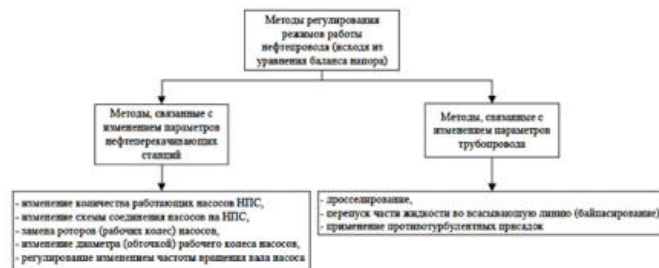 Методы регулирования
режимов работы
нефтепровода (исходя из
уравнения баланса напора)
Методы, связанные с
изменением параметров
нефтеперекачивающих
станций
Методы, связанные с
изменением параметров
трубопровода
- изменение количества работающих насосов НПС,
- изменение схемы соединения насосов на НПС,
- замена роторов (рабочих колес) насосов,
- изменение диаметра (обточкой) рабочего колеса насосов,
- регулирование изменением частоты вращения вала насоса
- дросселирование,
- перепуск части жидкости во всасывающую линию (байпасирование)
- применение противотурбулентных присадок